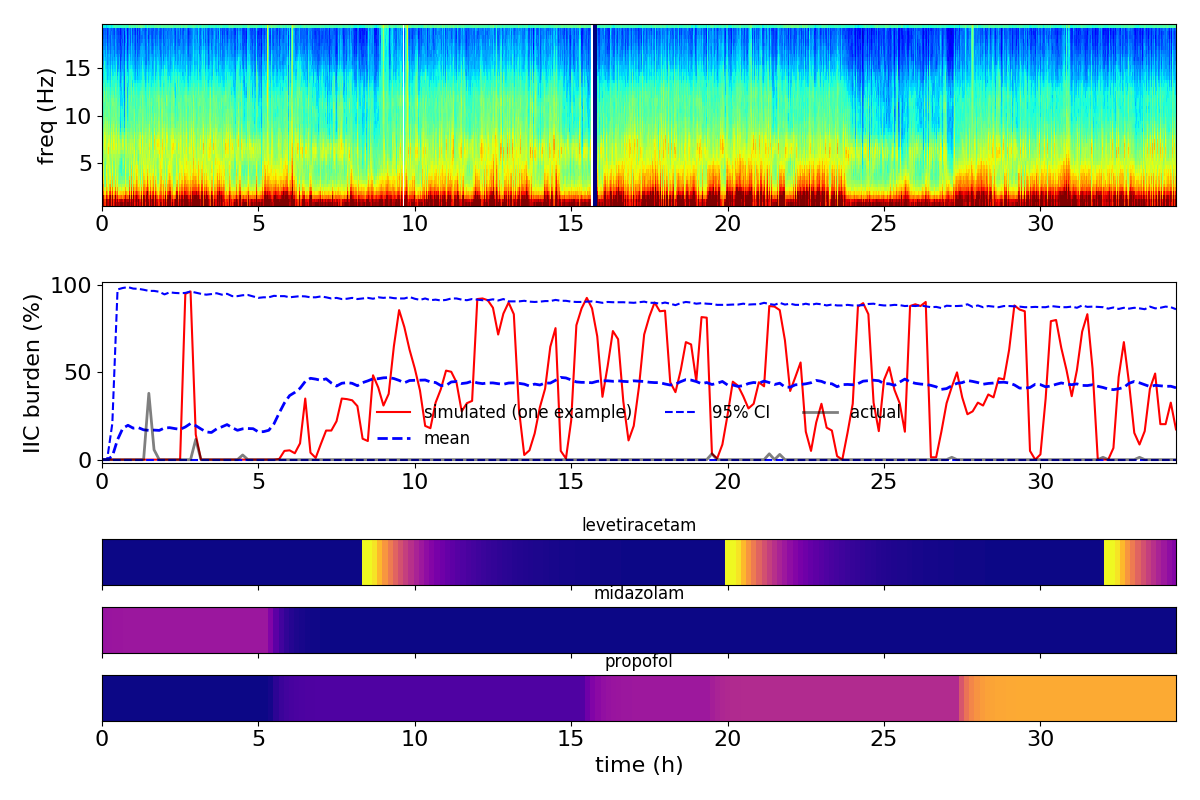 freq (Hz)
15
10
5
0 5 10 15 20 25 30
IIC burden (%)
100
50
0
simulated (one example) 95% CI actual
mean
0 5 10 15 20 25 30
levetiracetam
midazolam
propofol
0 5 10 15 20 25 30
time (h)